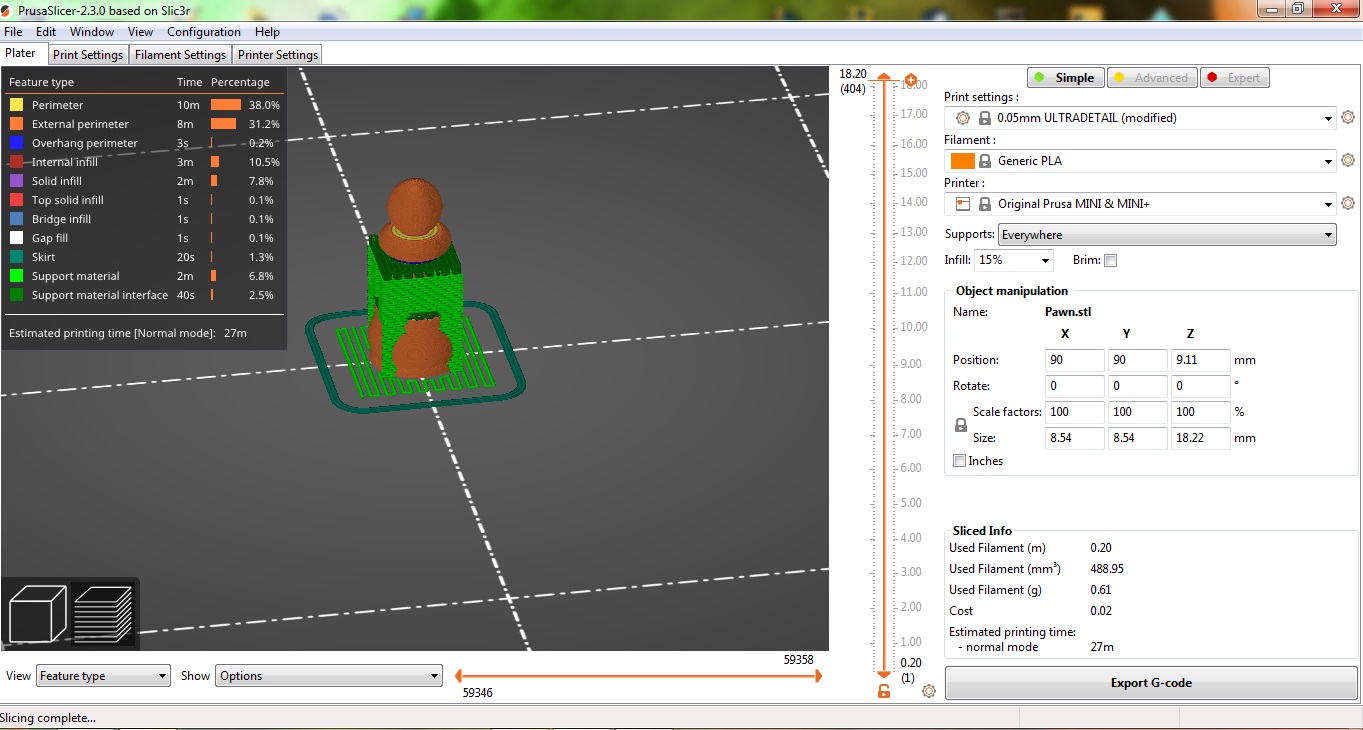 PrusaSlicer-2.3.0 based on Slic3r
File Edit Window View Configuration Help
Plater Print Settings Filament Settings Printer Settings
Feature type Time Percentage
Perimeter 10m 38.0%
External perimeter 8m 31.2%
Overhang perimeter 3s 0.2%
Internal infill 3m 10.5%
Solid infill 2m 7.8%
Top solid infill 1s 0.1%
Bridge infill 1s 0.1%
Gap fill 1s 0.1%
Skirt 20s 1.3%
Support material 2m 6.8%
Support material interface 40s 2.5%
Estimated printing time [Normal mode]: 27m
View Feature type Show Options
59358
59346
18.20
(404)
18.00
17.00
16.00
15.00
14.00
13.00
12.00
11.00
10.00
9.00
8.00
7.00
6.00
5.00
4.00
3.00
2.00
1.00
0.20
(1)
Simple Advanced Expert
Print settings :
0.05mm ULTRADETAIL (modified)
Filament :
Generic PLA
Printer :
Original Prusa MINI & MINI+
Supports: Everywhere
Infill: 15% Brim:
Object manipulation
Name: Pawn.stl
X Y Z
Position: 90 90 9.11 mm
Rotate: 0 0 0 °
Scale factors: 100 100 100 %
Size: 8.54 8.54 18.22 mm
Inches
Sliced Info
Used Filament (m) 0.20
Used Filament (mm³) 488.95
Used Filament (g) 0.61
Cost 0.02
Estimated printing time:
- normal mode 27m
Export G-code
Slicing complete...